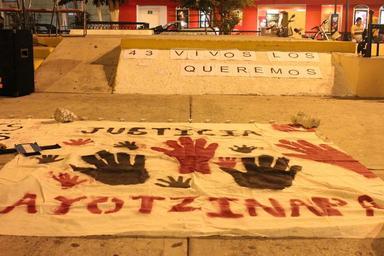 43 VIVOS LOS
QUEREMOS
JUSTICIA
AYOTZINAPA